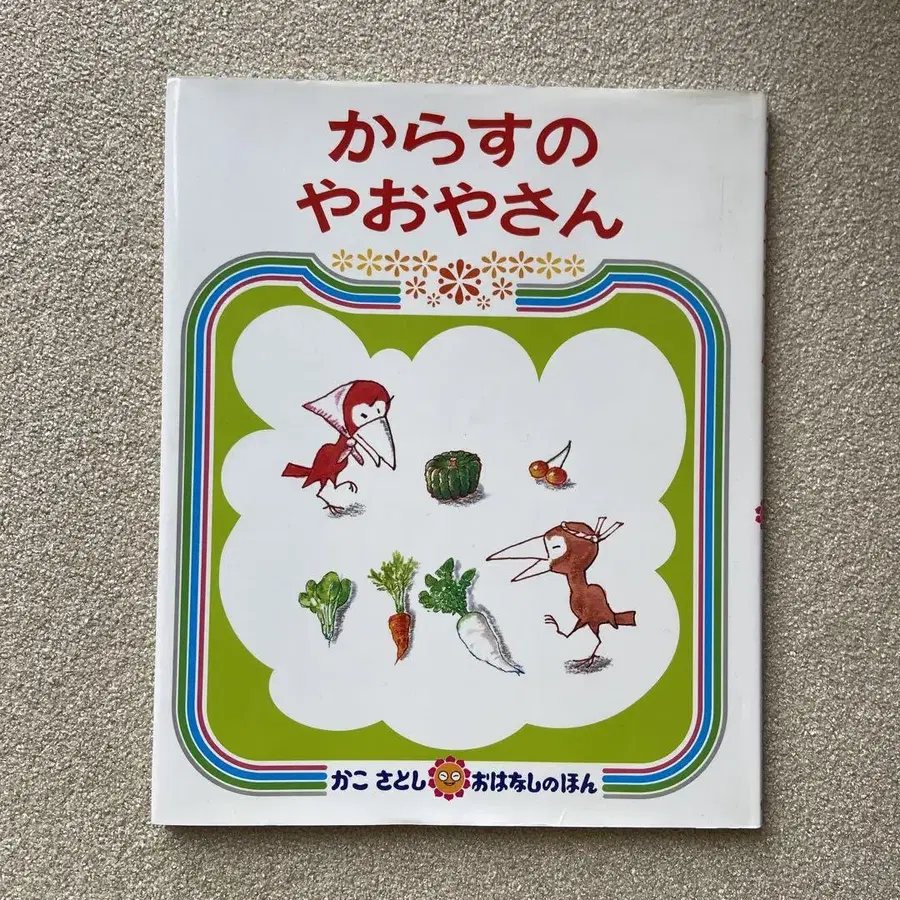 からすの
やおやさん
かこ さとし おはなしのほん